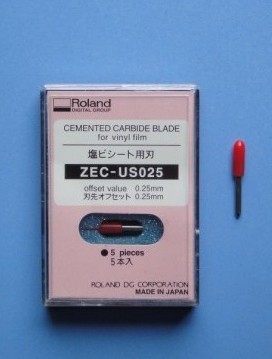 Roland
DIGITAL GROUP
CEMENTED CARBIDE BLADE
for vinyl film
塩ビシート用刃
ZEC-US025
offset value 0.25mm
刃先オフセット 0.25mm
● 5 pieces
5本入
ROLAND DG CORPORATION
MADE IN JAPAN